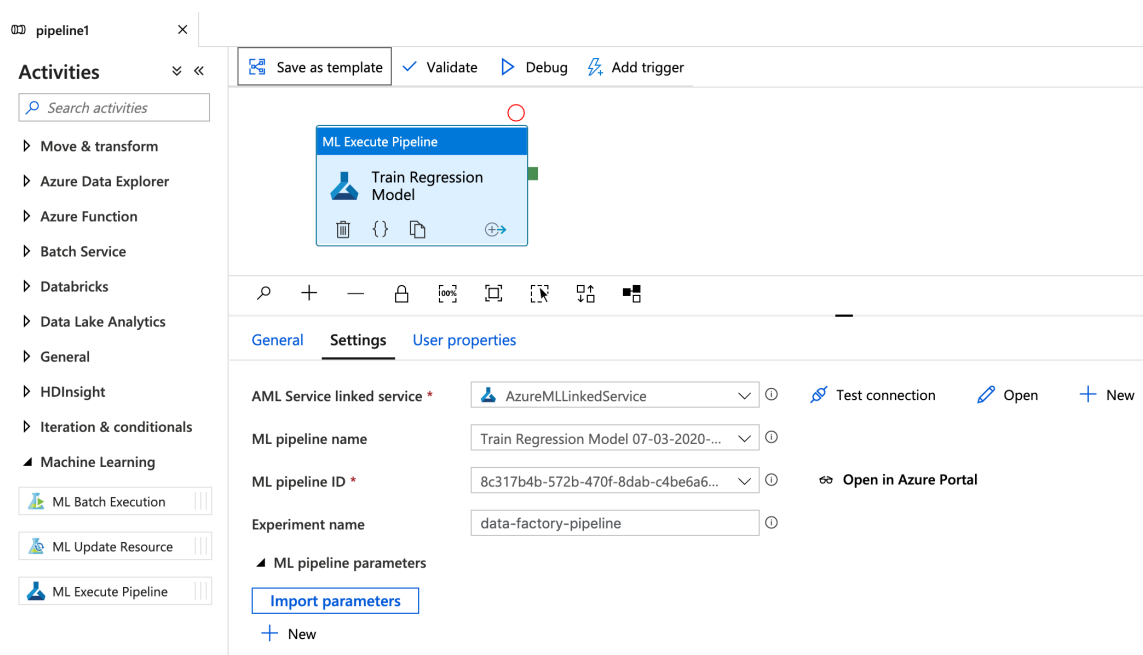 pipeline1
Activities
Search activities
Move & transform
Azure Data Explorer
Azure Function
Batch Service
Databricks
Data Lake Analytics
General
HDInsight
Iteration & conditionals
Machine Learning
ML Batch Execution
ML Update Resource
ML Execute Pipeline
Save as template
Validate
Debug
Add trigger
ML Execute Pipeline
Train Regression
Model
{}
100%
General
Settings
User properties
AML Service linked service *
AzureMLLinkedService
Test connection
Open
New
ML pipeline name
Train Regression Model 07-03-2020-...
ML pipeline ID *
8c317b4b-572b-470f-8dab-c4be6a6...
Open in Azure Portal
Experiment name
data-factory-pipeline
ML pipeline parameters
Import parameters
New